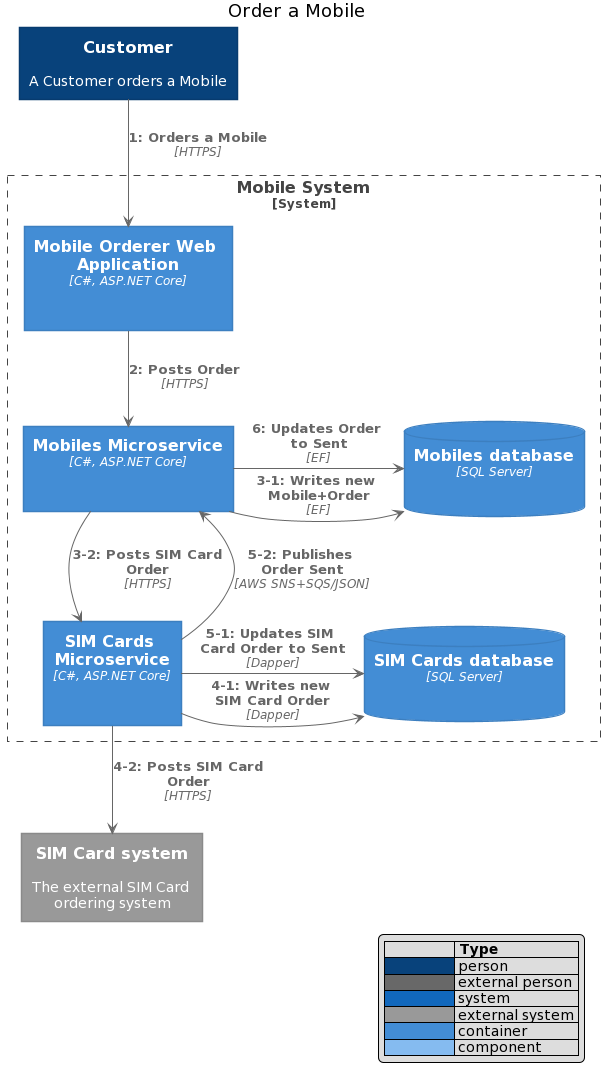 Order a Mobile
Customer
A Customer orders a Mobile
1: Orders a Mobile
[HTTPS]
Mobile System
[System]
Mobile Orderer Web
Application
[C#, ASP.NET Core]
2: Posts Order
[HTTPS]
Mobiles Microservice
[C#, ASP.NET Core]
6: Updates Order
to Sent
[EF]
3-1: Writes new
Mobile+Order
[EF]
Mobiles database
[SQL Server]
3-2: Posts SIM Card
Order
[HTTPS]
5-2: Publishes
Order Sent
[AWS SNS+SQS/JSON]
SIM Cards
Microservice
[C#, ASP.NET Core]
5-1: Updates SIM
Card Order to Sent
[Dapper]
4-1: Writes new
SIM Card Order
[Dapper]
SIM Cards database
[SQL Server]
4-2: Posts SIM Card
Order
[HTTPS]
SIM Card system
The external SIM Card
ordering system
Type
person
external person
system
external system
container
component